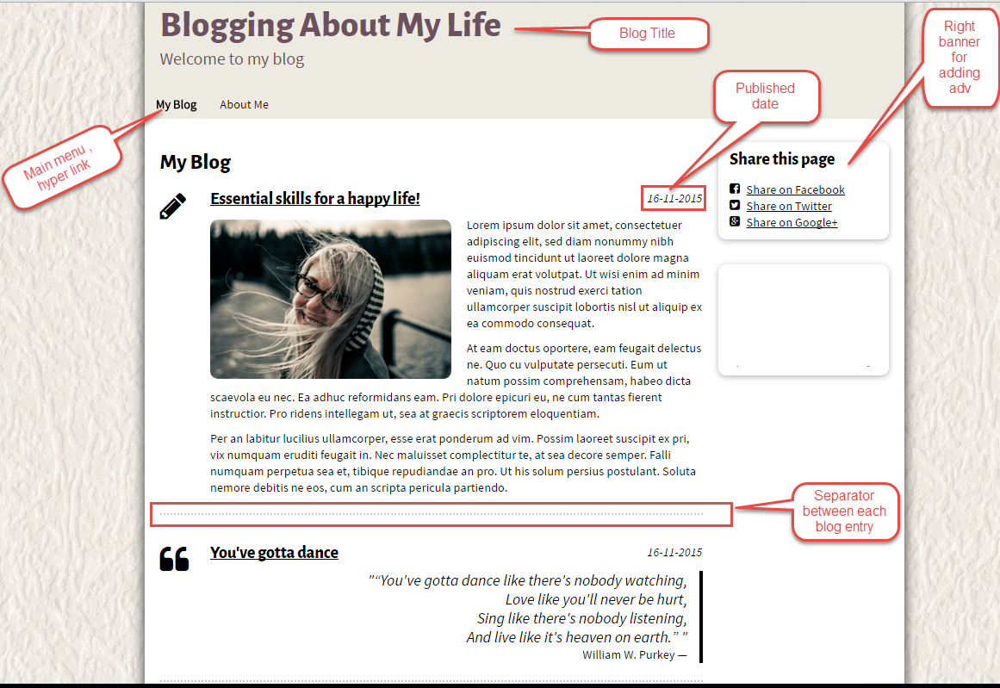 Blogging About My Life
Blog Title
Right
banner
for
adding
adv
Welcome to my blog
Published
date
My Blog
About Me
Main menu ,
hyper link
My Blog
Essential skills for a happy life!
16-11-2015
Lorem ipsum dolor sit amet, consectetuer
adipiscing elit, sed diam nonummy nibh
euismod tincidunt ut laoreet dolore magna
aliquam erat volutpat. Ut wisi enim ad minim
veniam, quis nostrud exerci tation
ullamcorper suscipit lobortis nisl ut aliquip ex
ea commodo consequat.
At eam doctus oportere, eam feugait delectus
ne. Quo cu vulputate persecuti. Eum ut
natum possim comprehensam, habeo dicta
scaevola eu nec. Ea adhuc reformidans eam. Pri dolore epicuri eu, ne cum tantas fierent
instructior. Pro ridens intellegam ut, sea at graecis scriptorem eloquentiam.
Per an labitur lucilius ullamcorper, esse erat ponderum ad vim. Possim laoreet suscipit ex pri,
vix numquam eruditi feugait in. Nec maluisset complectitur te, at sea decore semper. Falli
numquam perpetua sea et, tibique repudiandae an pro. Ut his solum persius postulant. Soluta
nemore debitis ne eos, cum an scripta pericula partiendo.
Share this page
Share on Facebook
Share on Twitter
Share on Google+
Separator
between each
blog entry
You've gotta dance
16-11-2015
"“You've gotta dance like there's nobody watching,
Love like you'll never be hurt,
Sing like there's nobody listening,
And live like it's heaven on earth.” "
William W. Purkey —